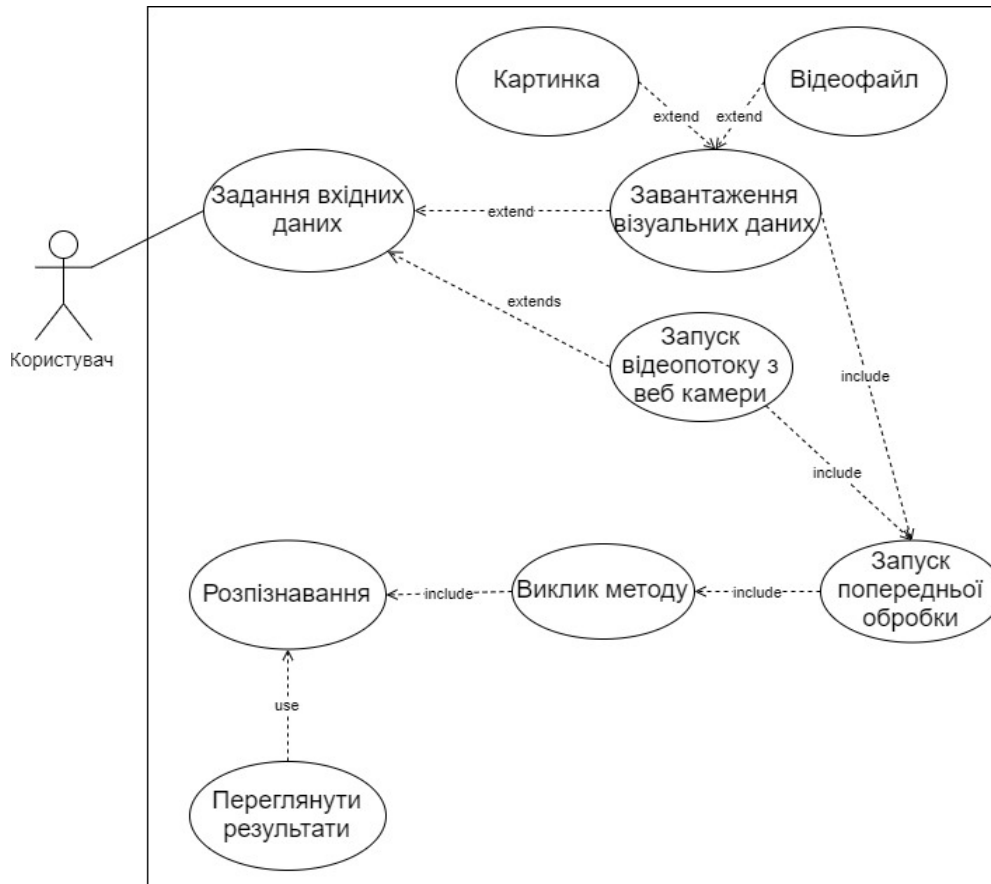 Картинка
Відеофайл
extend
extend
Задання вхідних
даних
extend
Завантаження
візуальних даних
Користувач
extends
Запуск
відеопотоку з
веб камери
include
include
Розпізнавання
include
Виклик методу
include
Запуск
попередньої
обробки
use
Переглянути
результати